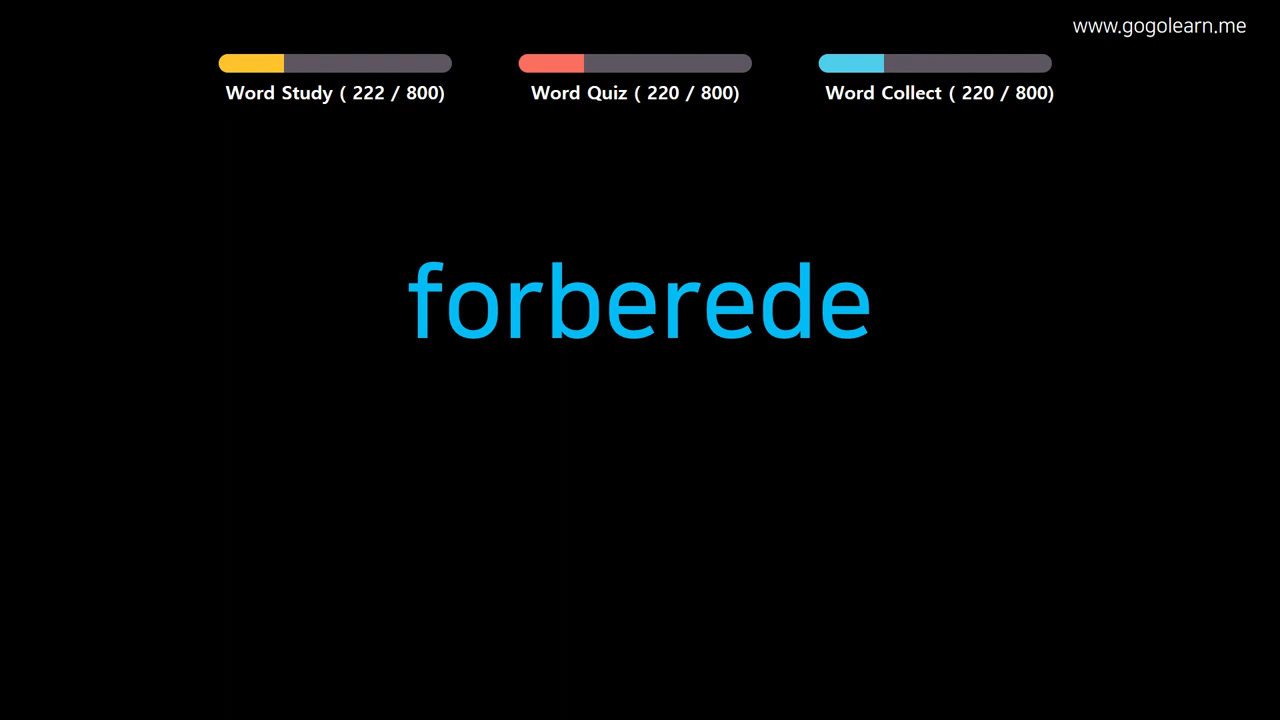 www.gogolearn.me
Word Study ( 222 / 800)
Word Quiz ( 220 / 800)
Word Collect ( 220 / 800)
forberede